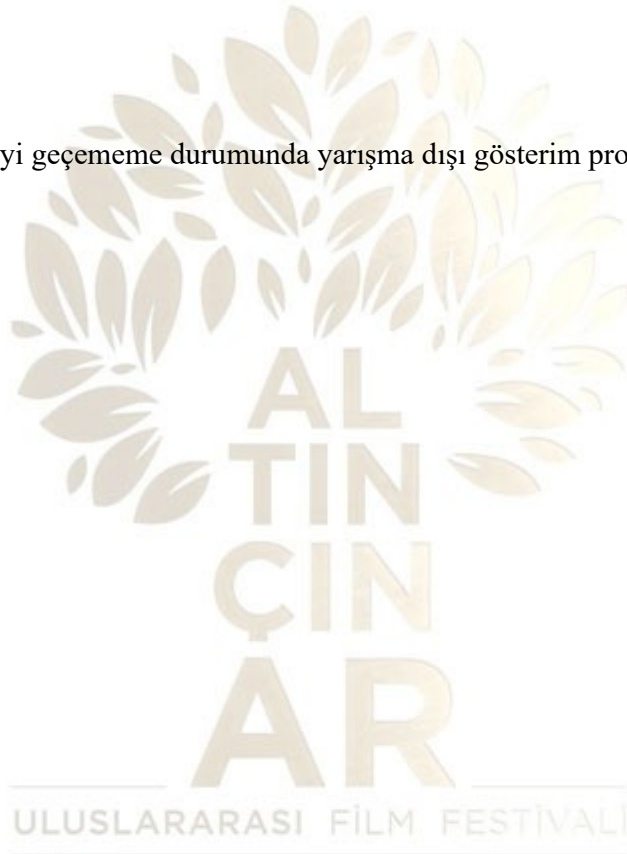 yi geçememe durumunda yarışma dışı gösterim pro
AL
TIN
ÇIN
AR
ULUSLARARASI FİLM FESTİVALİ